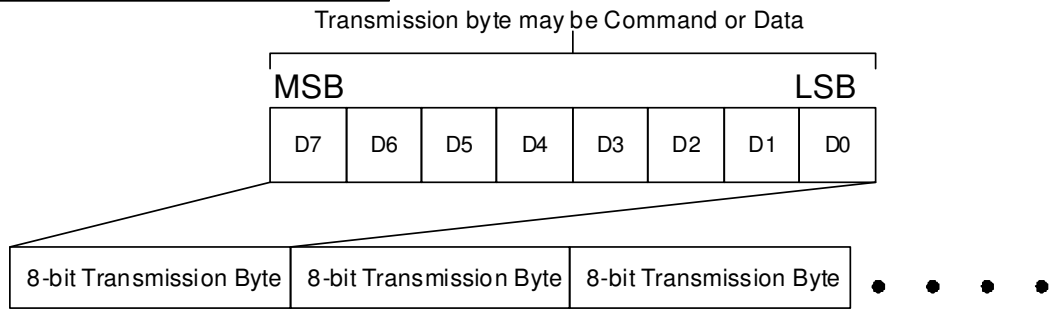 Transmission byte may be Command or Data
MSB LSB
D7 D6 D5 D4 D3 D2 D1 D0
8-bit Transmission Byte 8-bit Transmission Byte 8-bit Transmission Byte